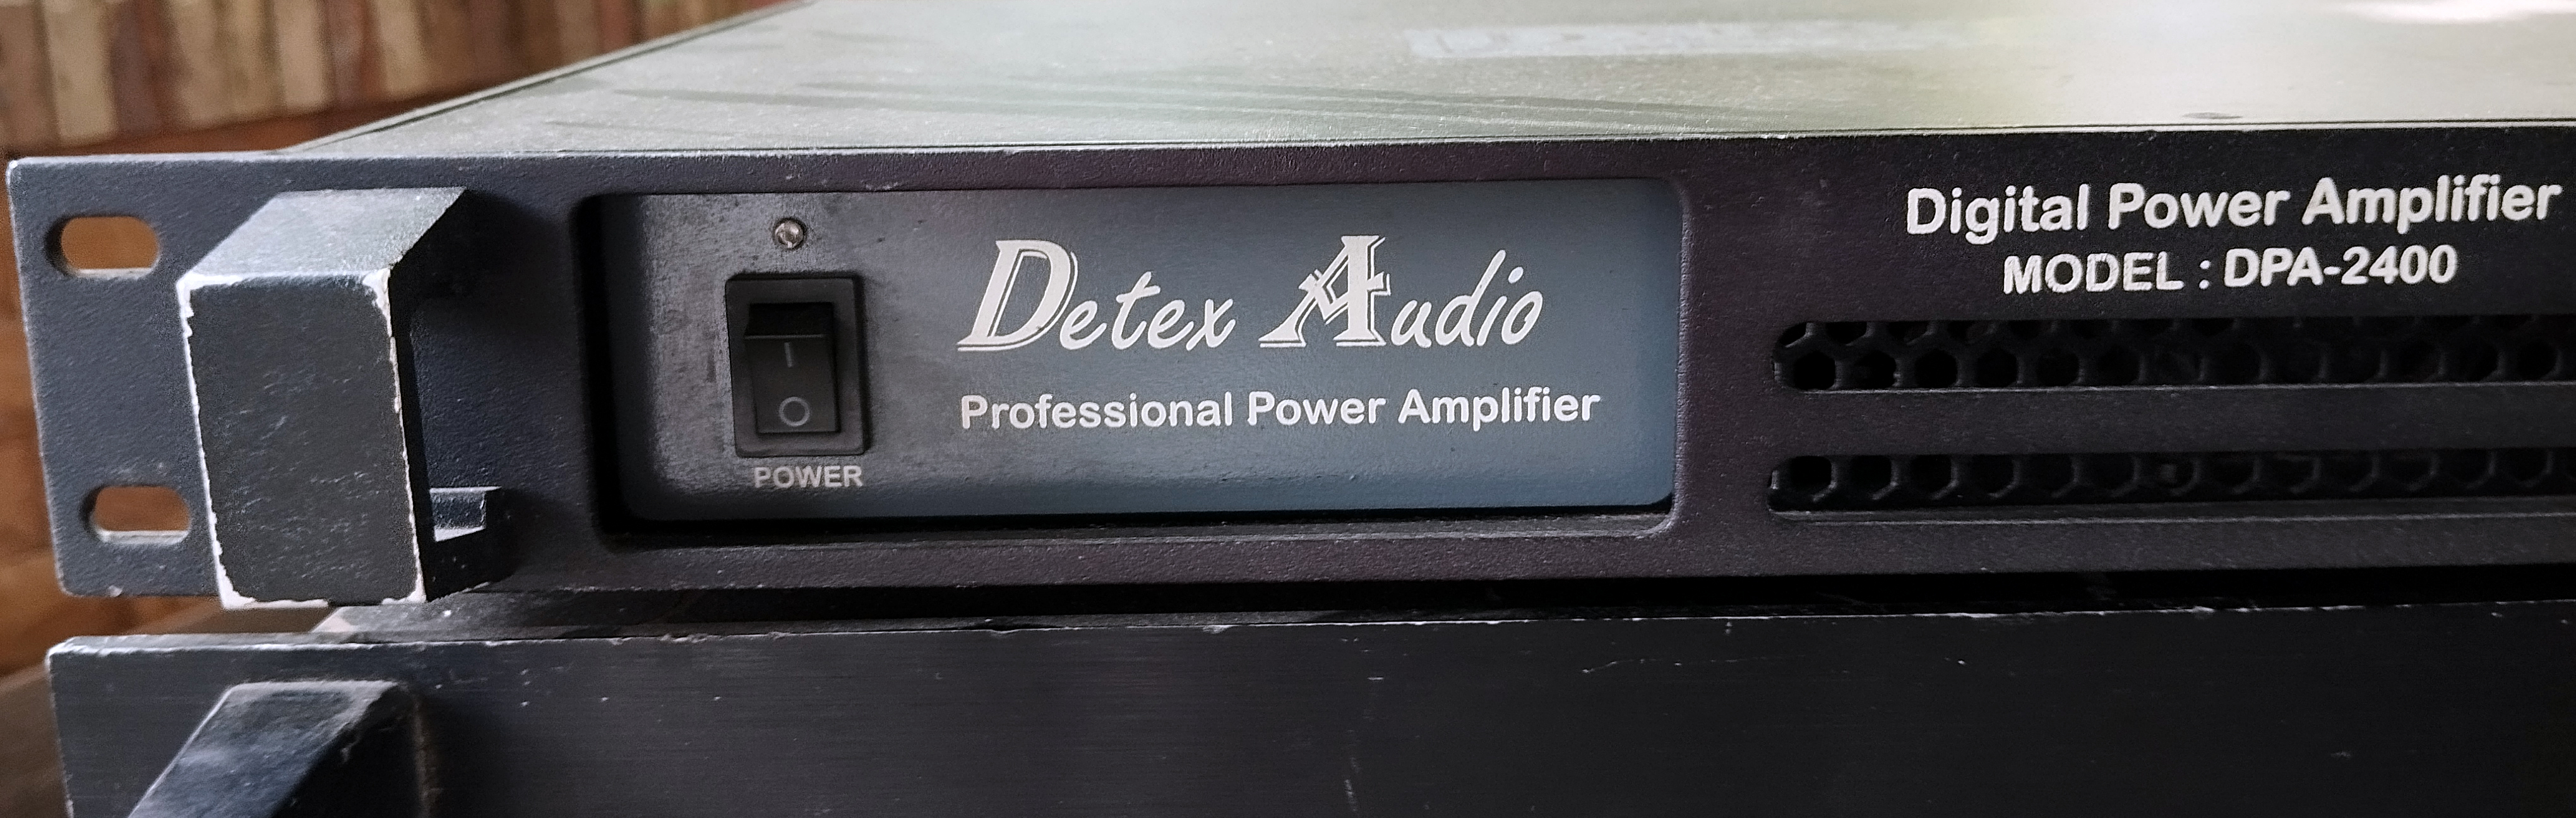 Detex Audio
Professional Power Amplifier
POWER
Digital Power Amplifier
MODEL : DPA-2400